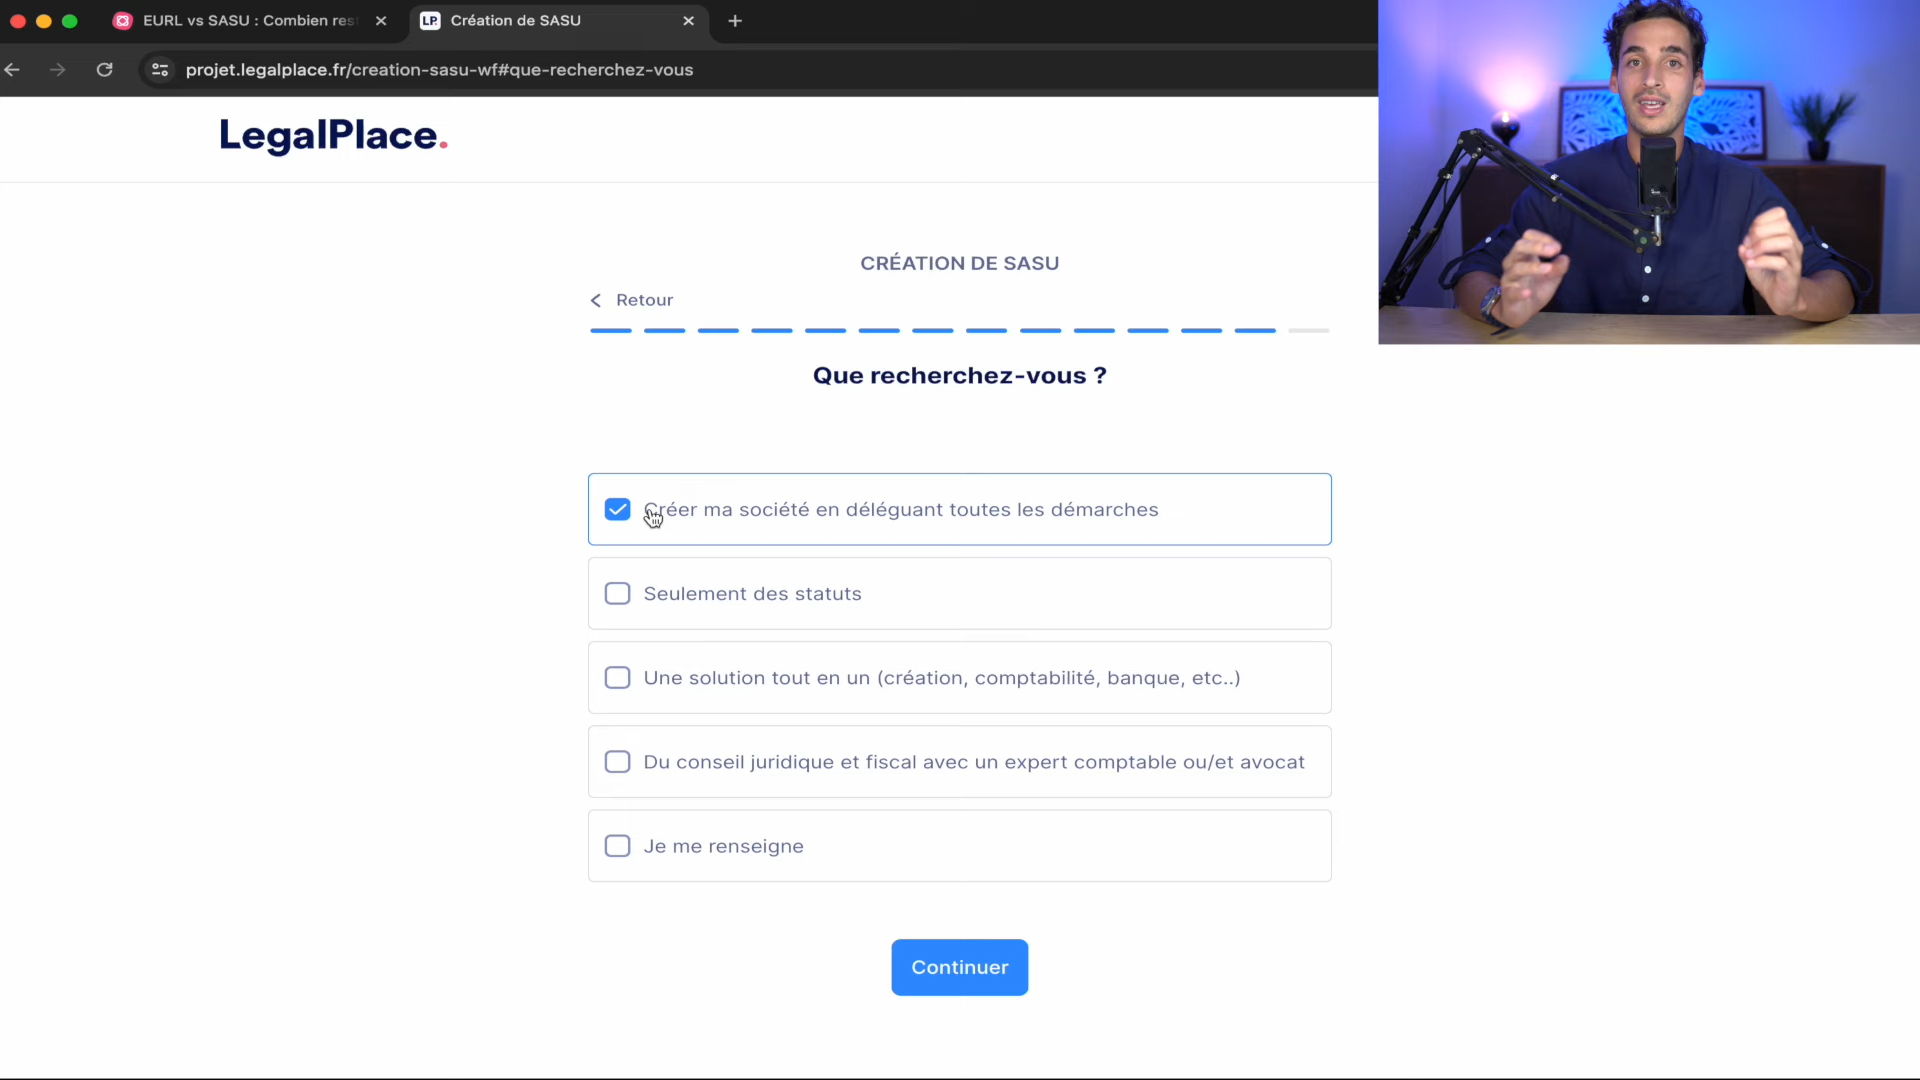 EURL vs SASU : Combien res
Création de SASU
projet.legalplace.fr/creation-sasu-wf#que-recherchez-vous
LegalPlace.
CRÉATION DE SASU
Retour
Que recherchez-vous ?
Créer ma société en déléguant toutes les démarches
Seulement des statuts
Une solution tout en un (création, comptabilité, banque, etc..)
Du conseil juridique et fiscal avec un expert comptable ou/et avocat
Je me renseigne
Continuer